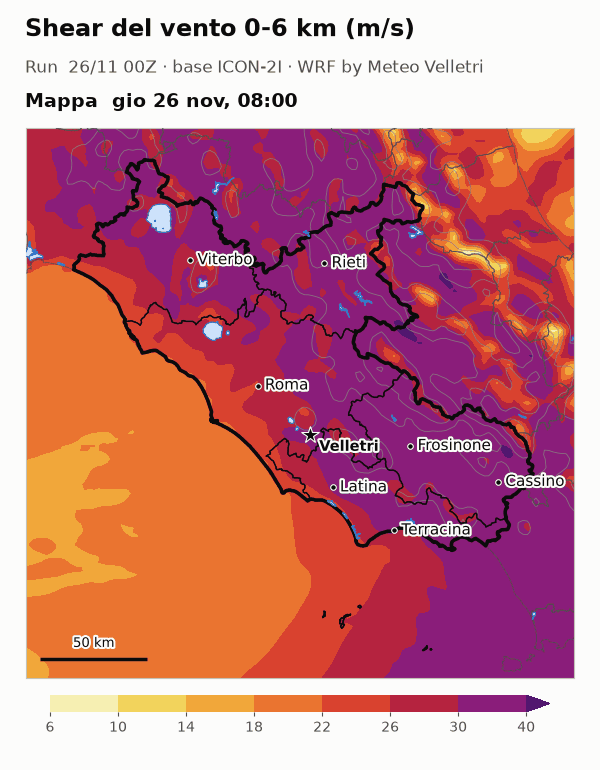 Shear del vento 0-6 km (m/s)
Run  26/11 00Z · base ICON-2I · WRF by Meteo Velletri
Mappa  gio 26 nov, 08:00
Viterbo
Rieti
Roma
Velletri
Frosinone
Latina
Cassino
Terracina
50 km
6 10 14 18 22 26 30 40